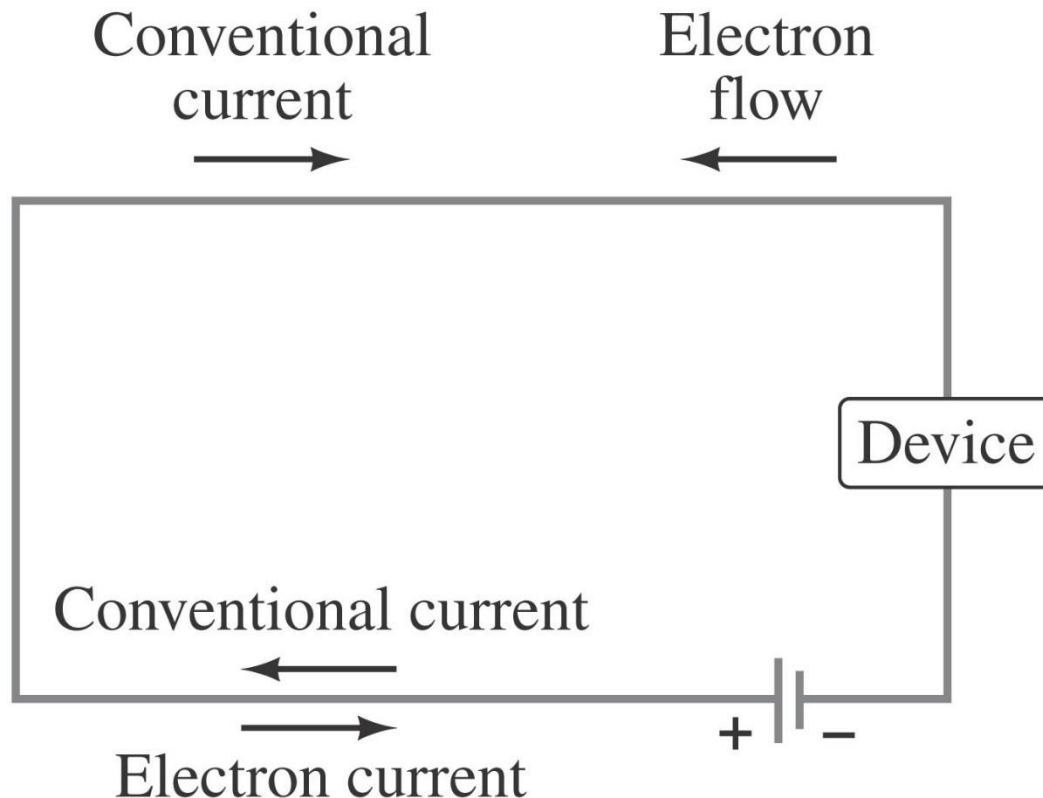 Conventional
current
Electron
flow
Device
Conventional current
+ −
Electron current